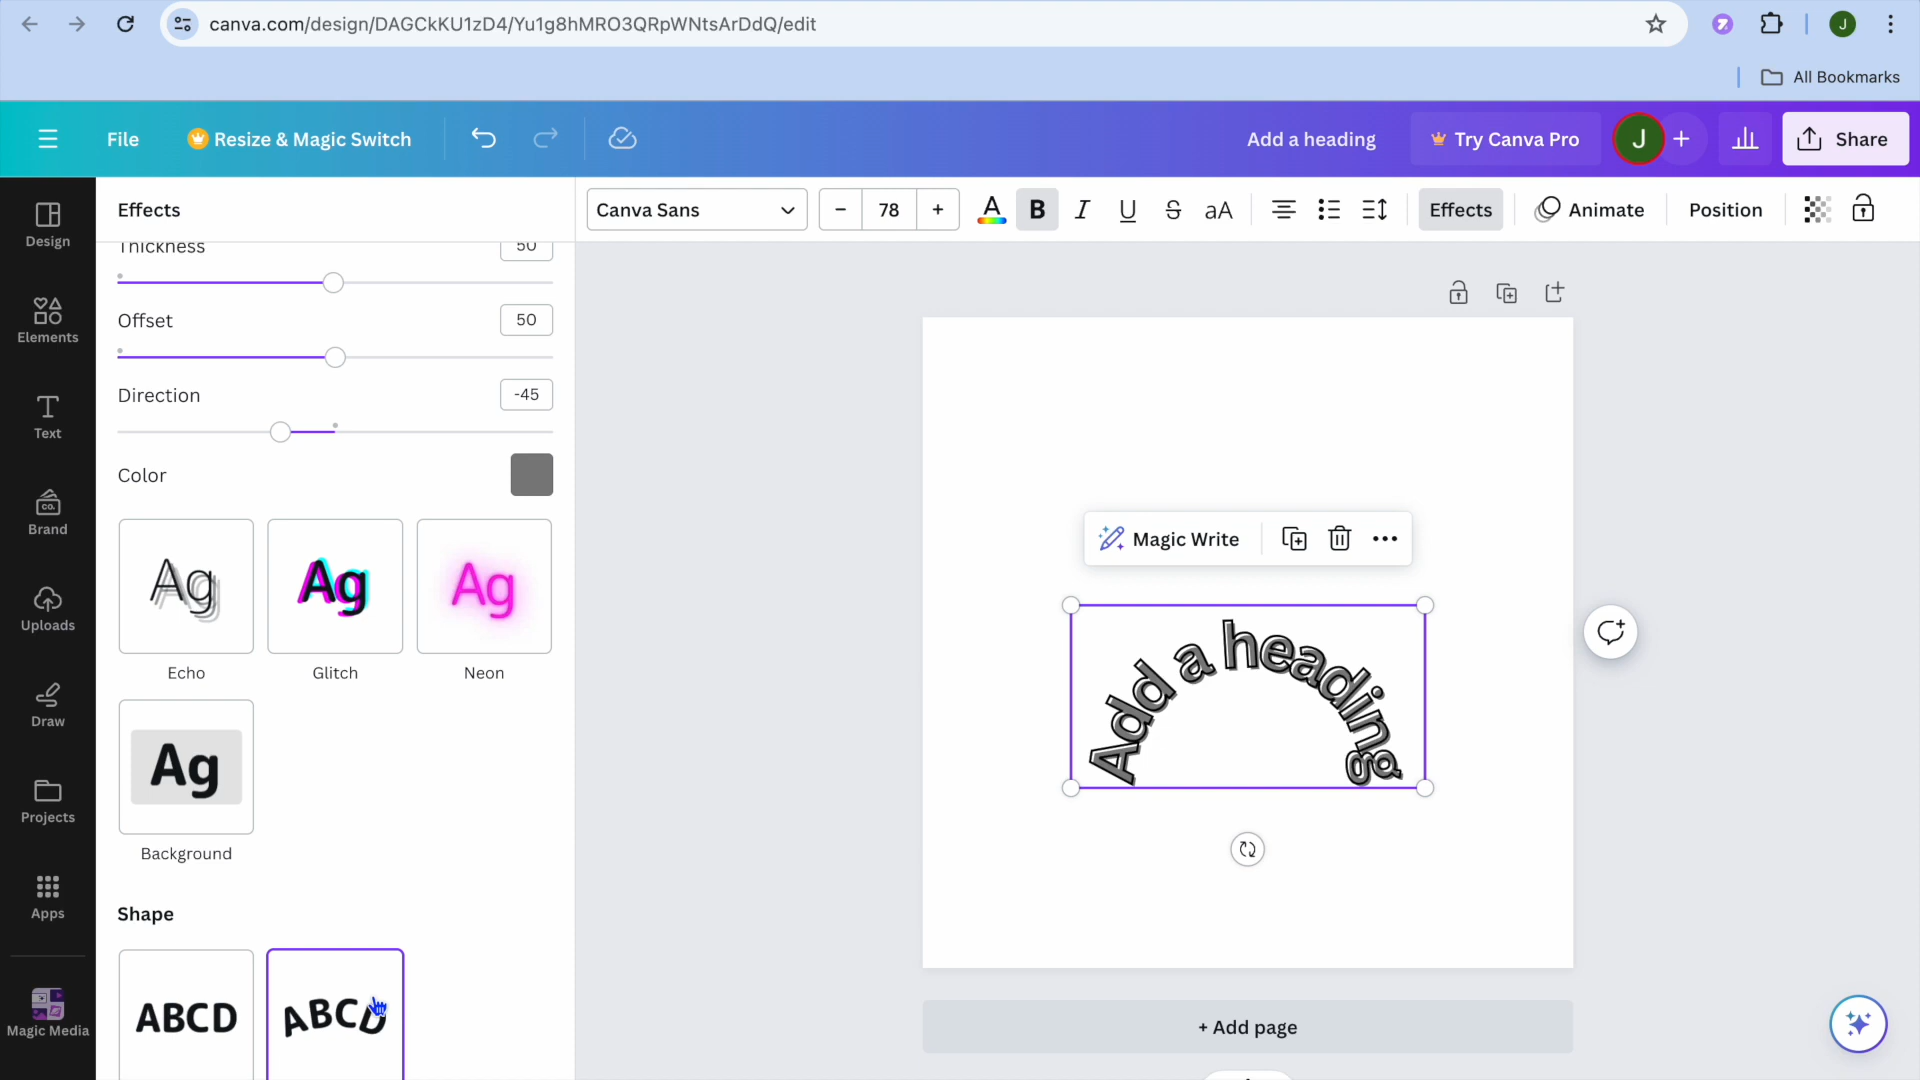 canva.com/design/DAGCkKU1zD4/Yu1g8hMRO3QRpWNtsArDdQ/edit
J
All Bookmarks
File
Resize & Magic Switch
Add a heading
Try Canva Pro
J
+
Share
Design
Elements
Text
Brand
CO.
Uploads
Draw
Projects
Apps
Magic Media
Effects
Canva Sans
− 78 +
A
B
I
U
S
aA
Effects
Animate
Position
Thickness
50
Offset
50
Direction
-45
Color
Ag
Ag
Ag
Echo
Glitch
Neon
Ag
Background
Shape
ABCD
ABCD
Magic Write
Add a heading
+ Add page